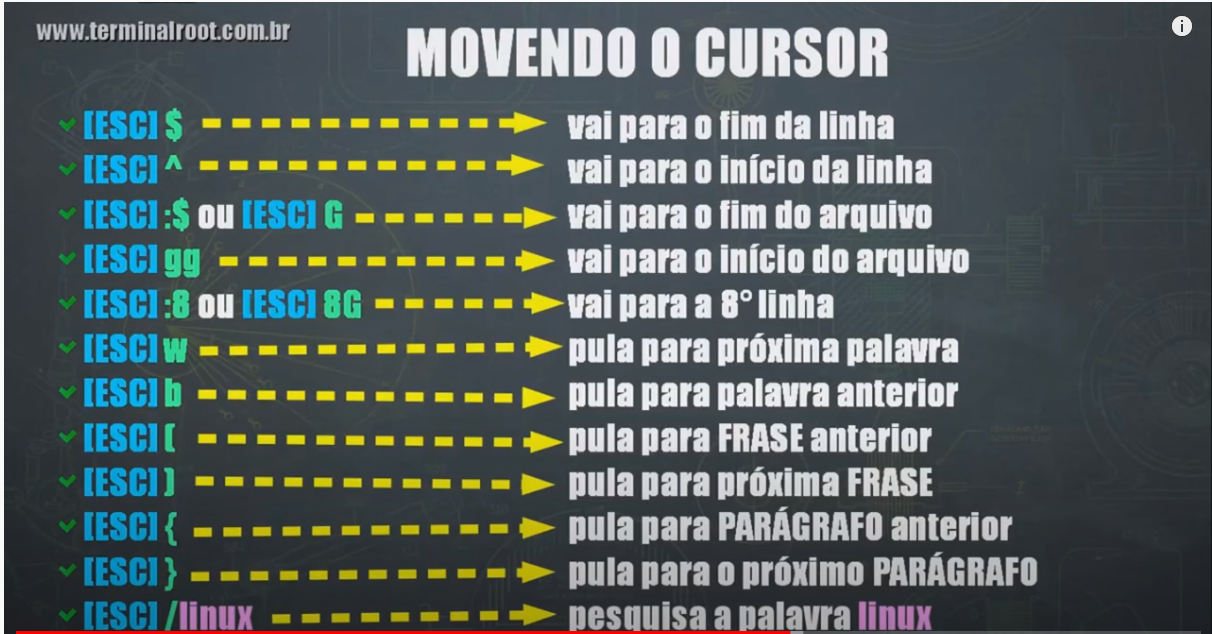 www.terminalroot.com.br
MOVENDO O CURSOR
[ESC] $ vai para o fim da linha
[ESC] ^ vai para o início da linha
[ESC] :$ ou [ESC] G vai para o fim do arquivo
[ESC] gg vai para o início do arquivo
[ESC] :8 ou [ESC] 8G vai para a 8° linha
[ESC] w pula para próxima palavra
[ESC] b pula para palavra anterior
[ESC] ( pula para FRASE anterior
[ESC] ) pula para próxima FRASE
[ESC] { pula para PARÁGRAFO anterior
[ESC] } pula para o próximo PARÁGRAFO
[ESC] /linux pesquisa a palavra linux